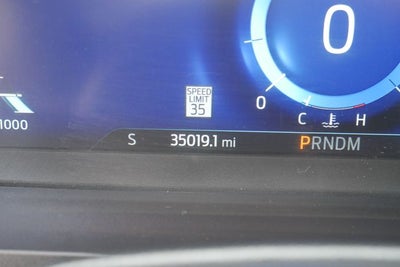 0
SPEED
LIMIT
35
0
C H
1000
S 35019.1 mi PRNDM